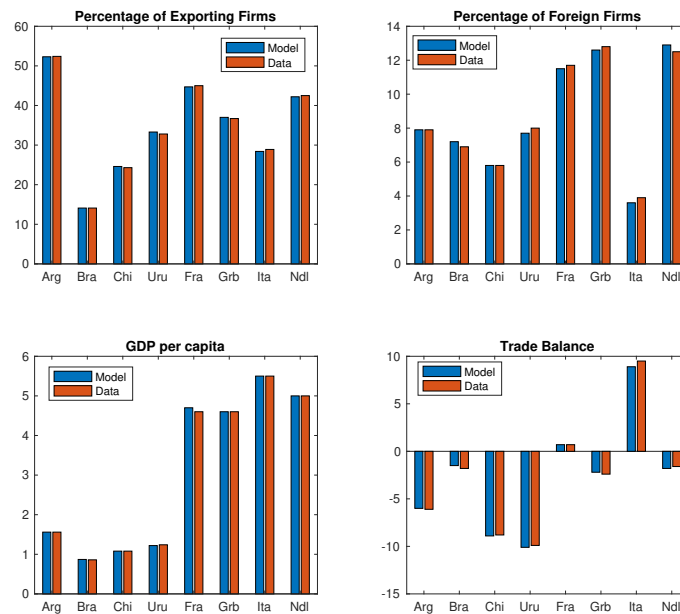 Percentage of Exporting Firms
60
50
40
30
20
10
0
Model
Data
Arg Bra Chi Uru Fra Grb Ita Ndl
Percentage of Foreign Firms
14
12
10
8
6
4
2
0
Model
Data
Arg Bra Chi Uru Fra Grb Ita Ndl
GDP per capita
6
5
4
3
2
1
0
Model
Data
Arg Bra Chi Uru Fra Grb Ita Ndl
Trade Balance
10
5
0
-5
-10
-15
Model
Data
Arg Bra Chi Uru Fra Grb Ita Ndl